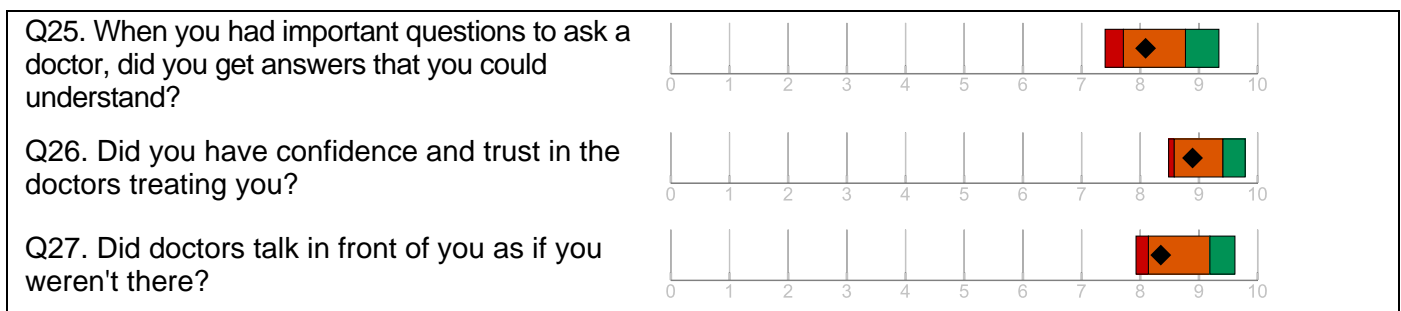 Q25. When you had important questions to ask a
doctor, did you get answers that you could
understand?
0 1 2 3 4 5 6 7 8 9 10
Q26. Did you have confidence and trust in the
doctors treating you?
0 1 2 3 4 5 6 7 8 9 10
Q27. Did doctors talk in front of you as if you
weren't there?
0 1 2 3 4 5 6 7 8 9 10